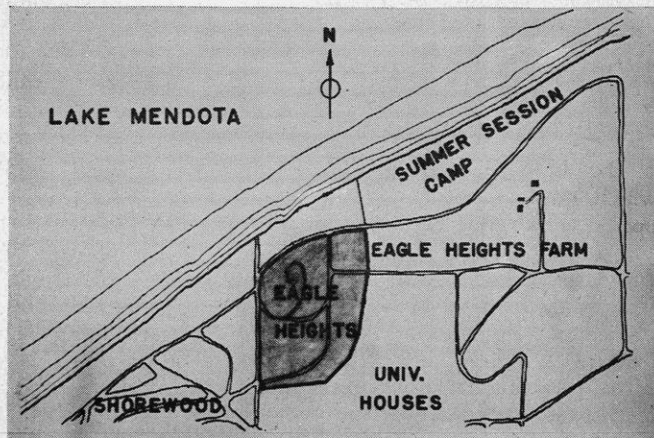 N
LAKE MENDOTA
SUMMER SESSION
CAMP
EAGLE HEIGHTS FARM
EAGLE
HEIGHTS
UNIV.
HOUSES
SHOREWOOD